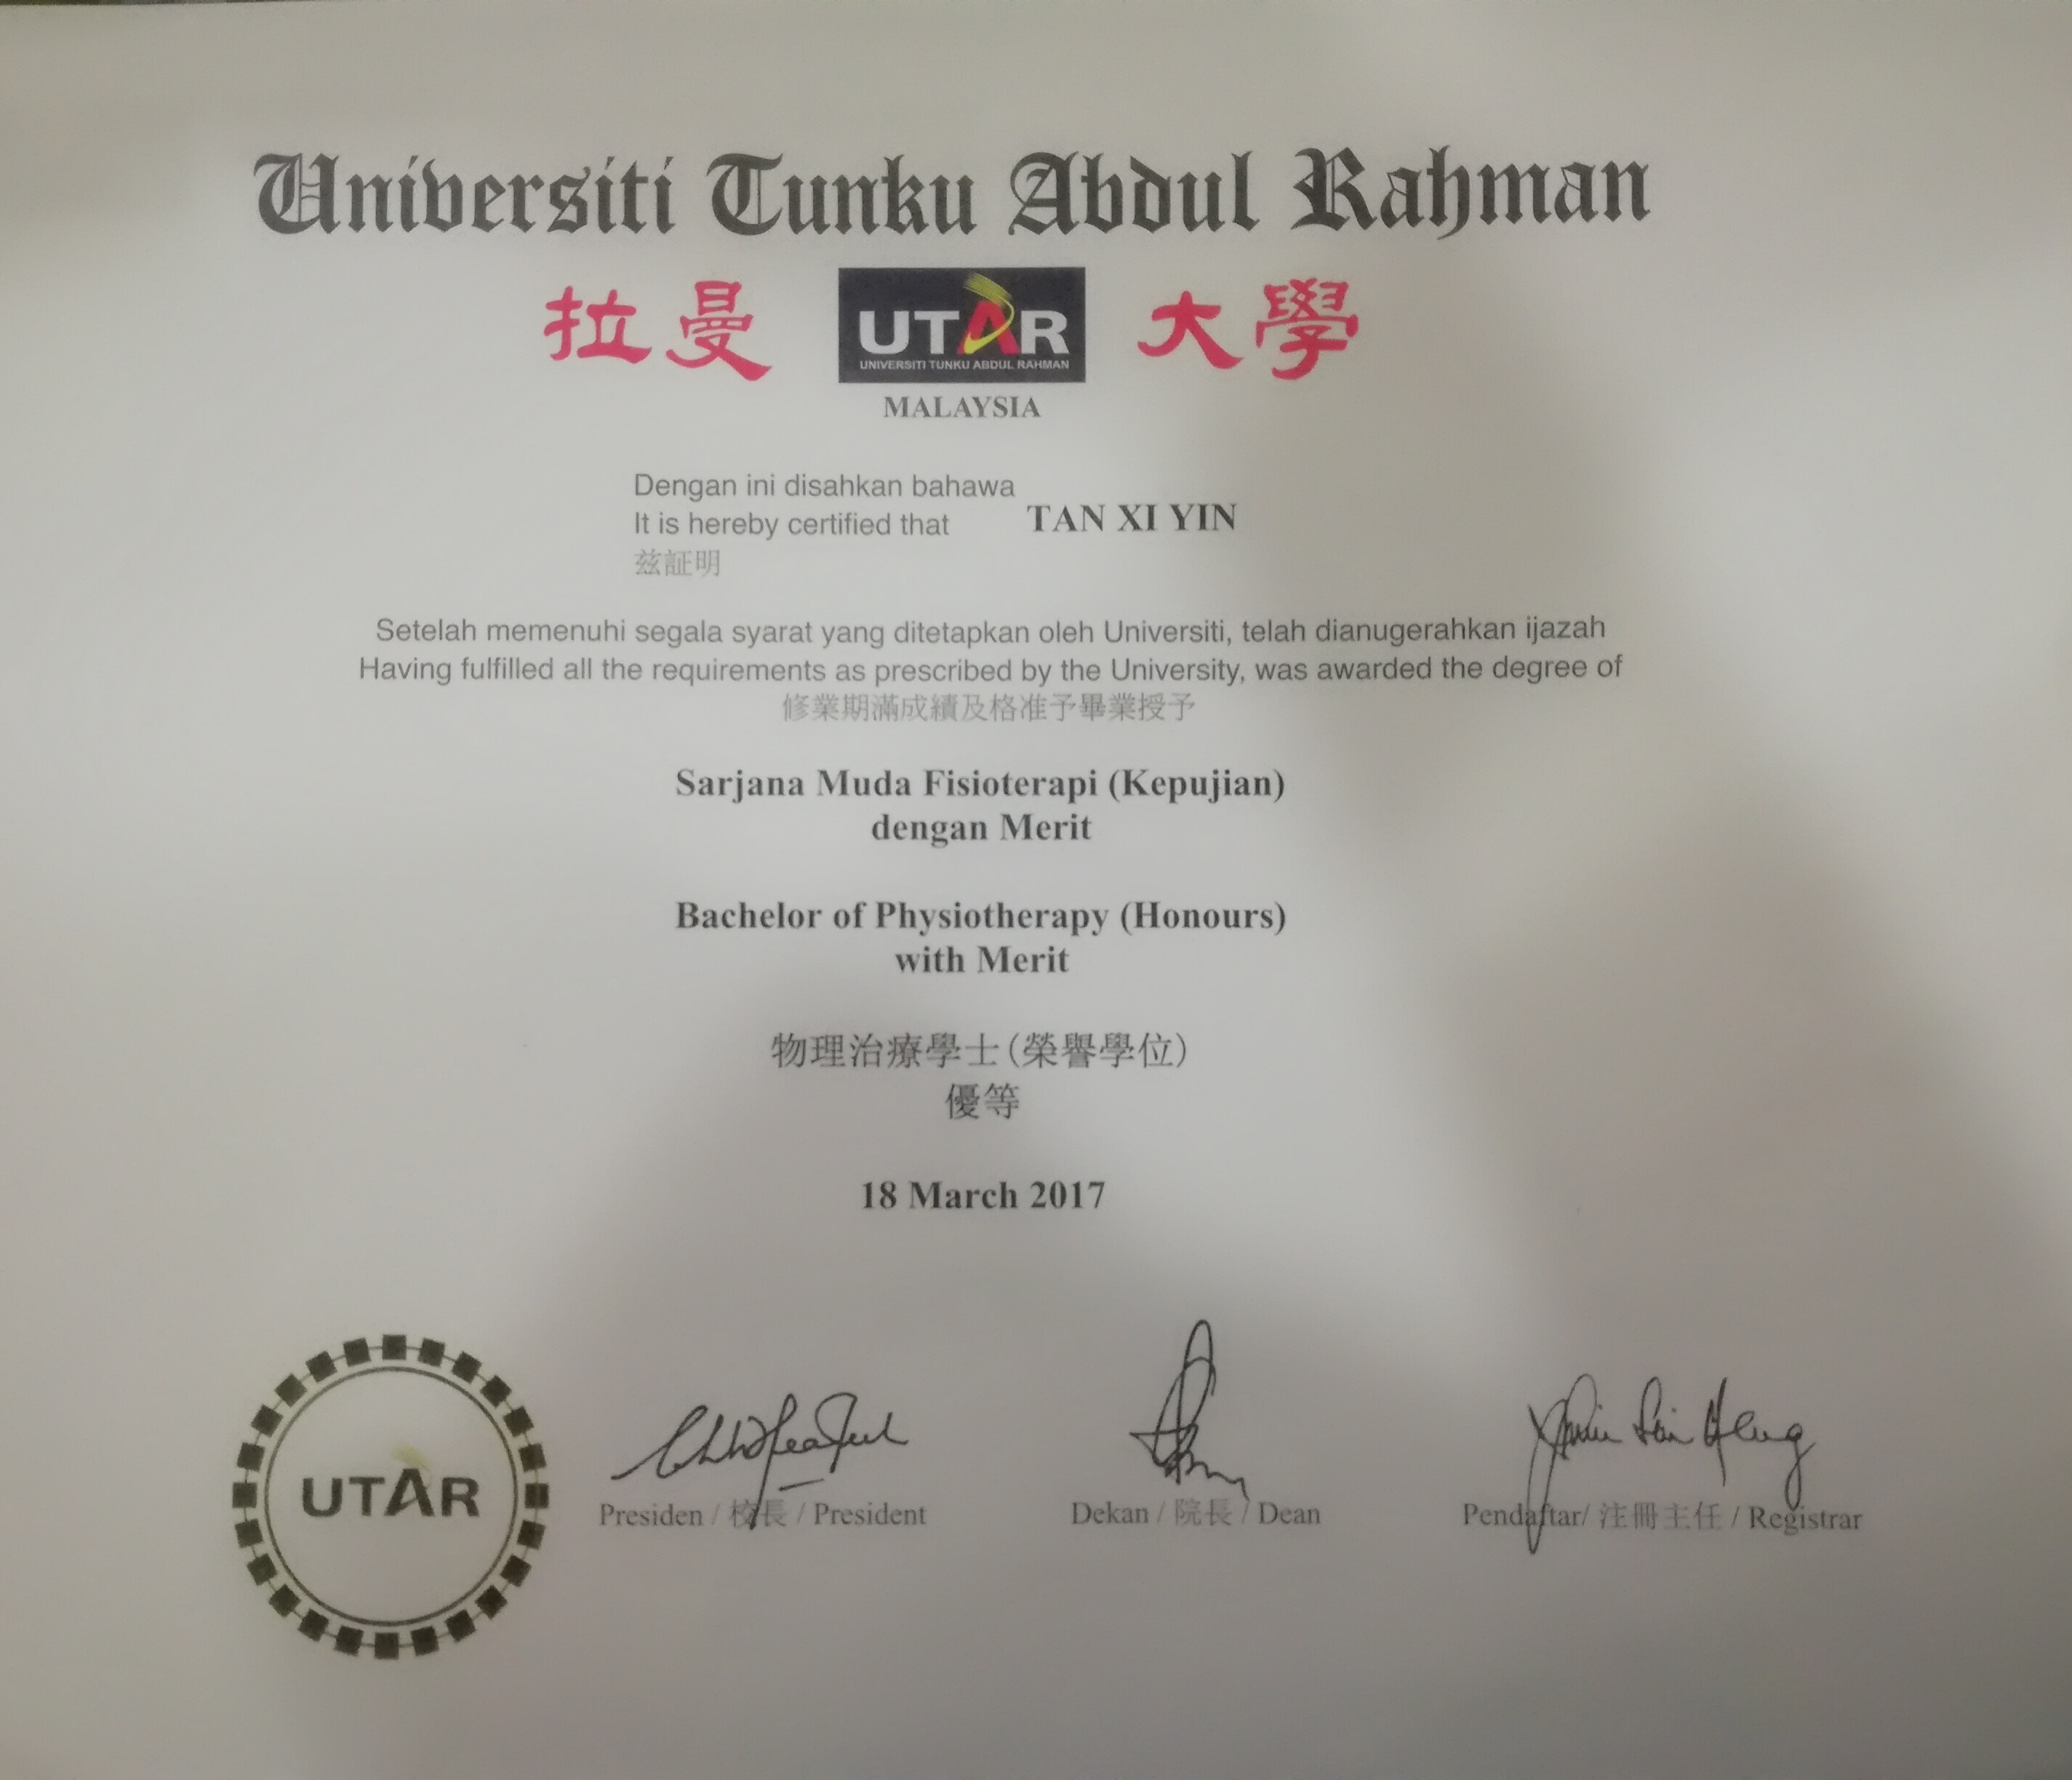 Universiti Tunku Abdul Rahman
拉曼 UTAR 大學
UNIVERSITI TUNKU ABDUL RAHMAN
MALAYSIA
Dengan ini disahkan bahawa
It is hereby certified that TAN XI YIN
茲証明
Setelah memenuhi segala syarat yang ditetapkan oleh Universiti, telah dianugerahkan ijazah
Having fulfilled all the requirements as prescribed by the University, was awarded the degree of
修業期滿成績及格准予畢業授予
Sarjana Muda Fisioterapi (Kepujian)
dengan Merit
Bachelor of Physiotherapy (Honours)
with Merit
物理治療學士(榮譽學位)
優等
18 March 2017
UTAR
Presiden / 校長 / President
Dekan / 院長 / Dean
Pendaftar/ 注冊主任 / Registrar